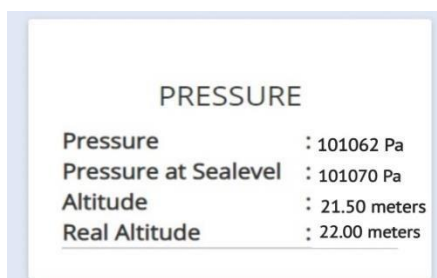 PRESSURE
Pressure : 101062 Pa
Pressure at Sealevel : 101070 Pa
Altitude : 21.50 meters
Real Altitude : 22.00 meters